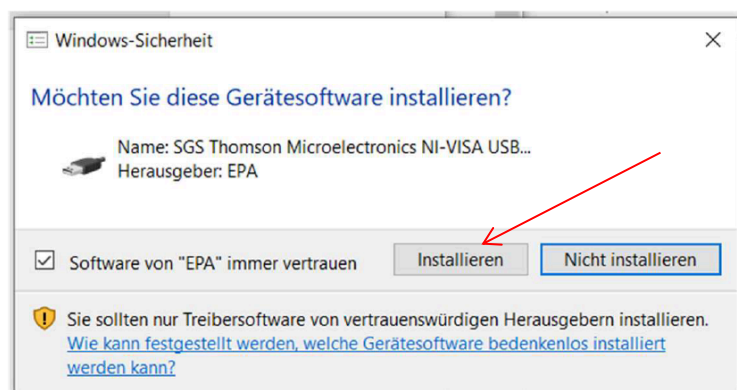 Windows-Sicherheit
Möchten Sie diese Gerätesoftware installieren?
Name: SGS Thomson Microelectronics NI-VISA USB...
Herausgeber: EPA
Software von "EPA" immer vertrauen
Installieren
Nicht installieren
Sie sollten nur Treibersoftware von vertrauenswürdigen Herausgebern installieren.
Wie kann festgestellt werden, welche Gerätesoftware bedenkenlos installiert
werden kann?